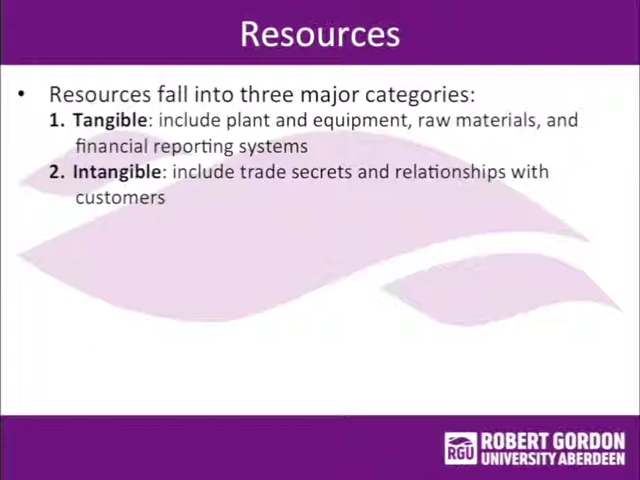 Resources
• Resources fall into three major categories:
1. Tangible: include plant and equipment, raw materials, and
financial reporting systems
2. Intangible: include trade secrets and relationships with
customers
RGU
ROBERT GORDON
UNIVERSITY ABERDEEN